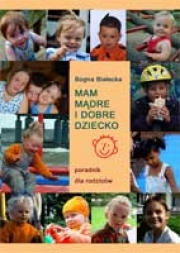 Bogna Białecka
MAM
MĄDRE
I DOBRE
DZIECKO
poradnik
dla rodziców